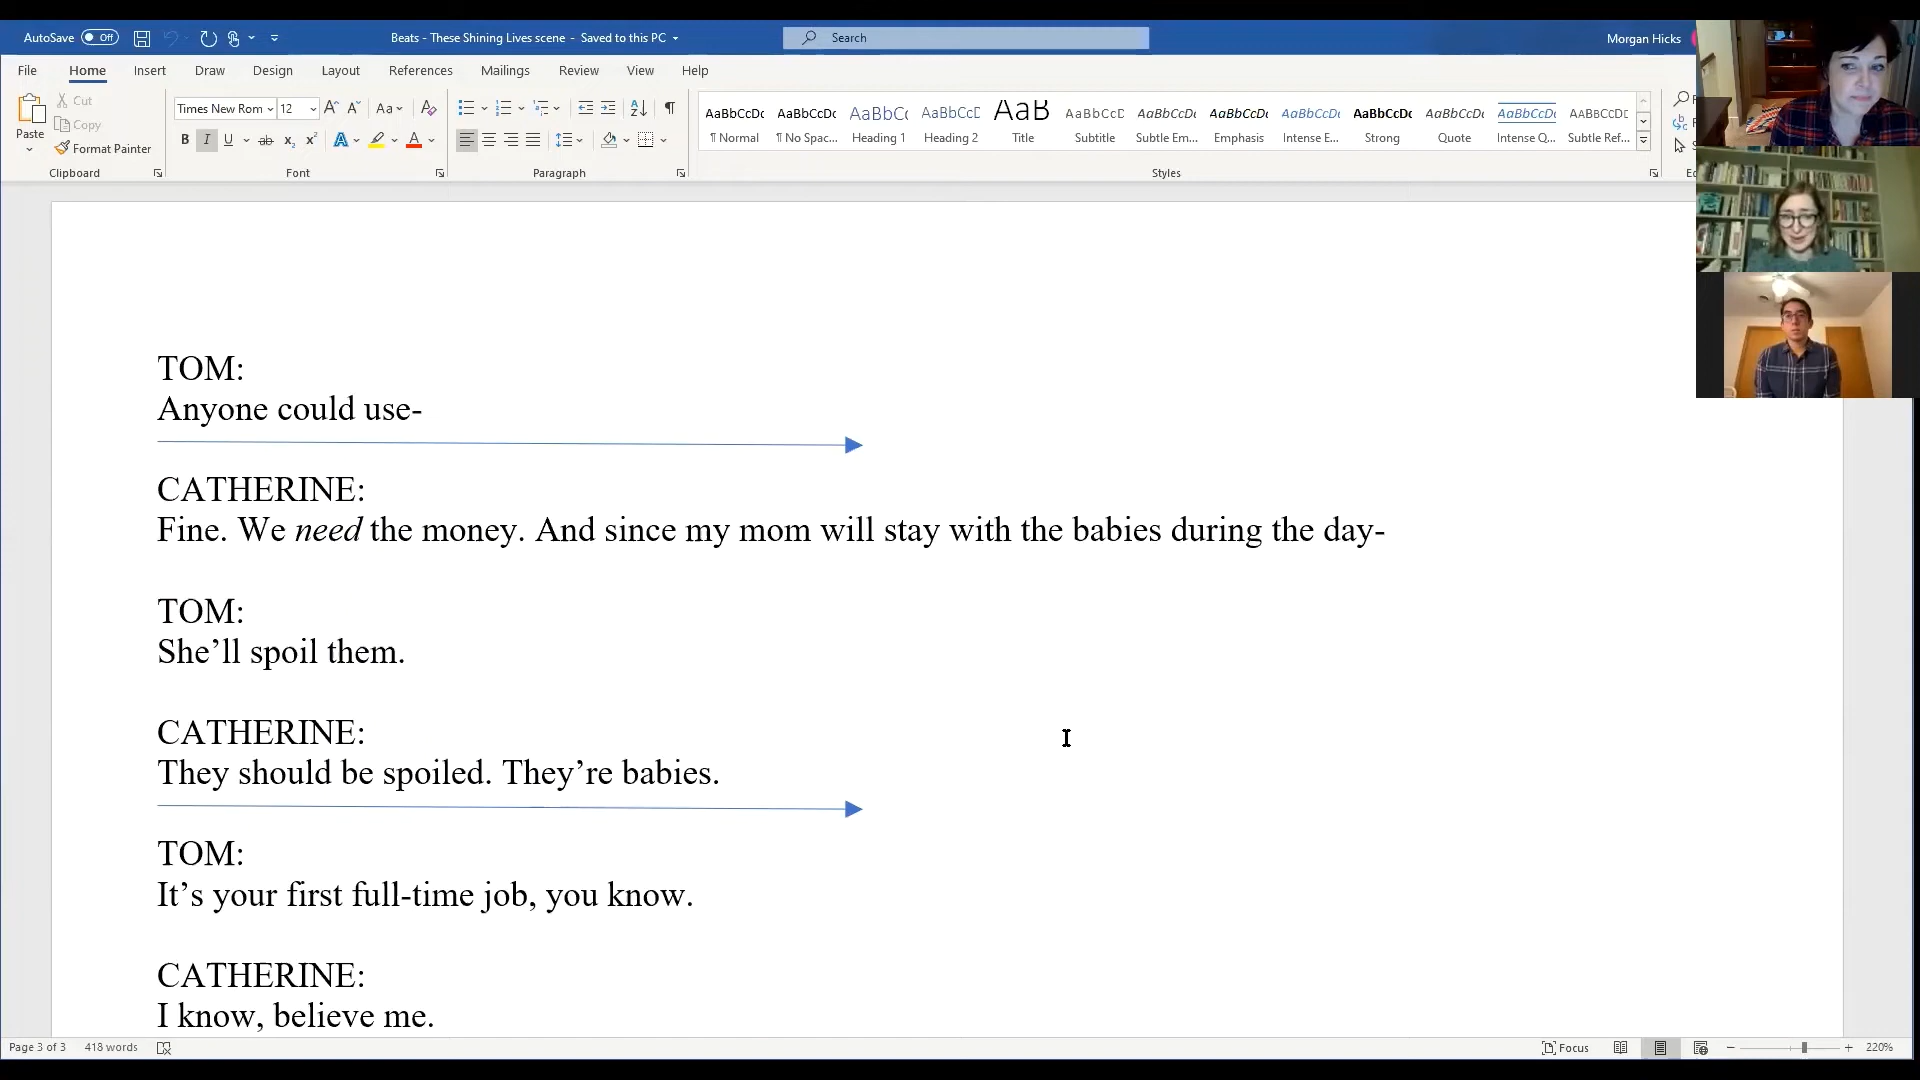 AutoSave Off Beats - These Shining Lives scene - Saved to this PC Search Morgan Hicks
File Home Insert Draw Design Layout References Mailings Review View Help
Paste
Cut
Copy
Format Painter
Clipboard
Times New Rom 12
Font
Paragraph
AaBbCcDc AaBbCcDc AaBbCc AaBbCcD AaB AaBbCcD AaBbCcDc AaBbCcDc AaBbCcDc AaBbCcDc AaBbCcDc AaBbCcDc AABBCCDD
¶ Normal ¶ No Spac... Heading 1 Heading 2 Title Subtitle Subtle Em... Emphasis Intense E... Strong Quote Intense Q... Subtle Ref...
Styles
TOM:
Anyone could use-
CATHERINE:
Fine. We need the money. And since my mom will stay with the babies during the day-
TOM:
She’ll spoil them.
CATHERINE:
They should be spoiled. They’re babies.
TOM:
It’s your first full-time job, you know.
CATHERINE:
I know, believe me.
Page 3 of 3 418 words Focus 220%